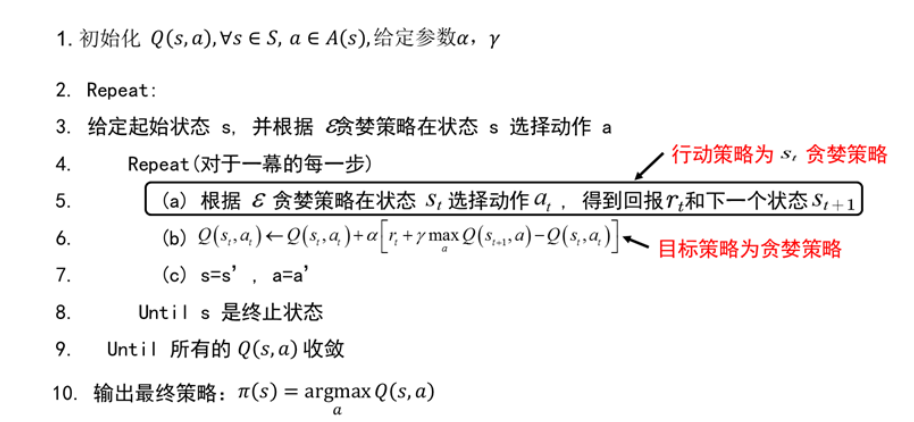 1.初始化 Q(s,a),∀s ∈ S, a ∈ A(s),给定参数α，γ
2. Repeat:
3. 给定起始状态 s, 并根据 ε贪婪策略在状态 s 选择动作 a
4. Repeat(对于一幕的每一步)
行动策略为 s_t 贪婪策略
5. (a) 根据 ε 贪婪策略在状态 s_t 选择动作 a_t , 得到回报 r_t 和下一个状态 s_{t+1}
6. (b) Q(s_t,a_t)←Q(s_t,a_t)+α[r_t+γ max_a Q(s_{t+1},a)−Q(s_t,a_t)]
目标策略为贪婪策略
7. (c) s=s’ , a=a’
8. Until s 是终止状态
9. Until 所有的 Q(s,a) 收敛
10. 输出最终策略：π(s) = argmax_a Q(s,a)